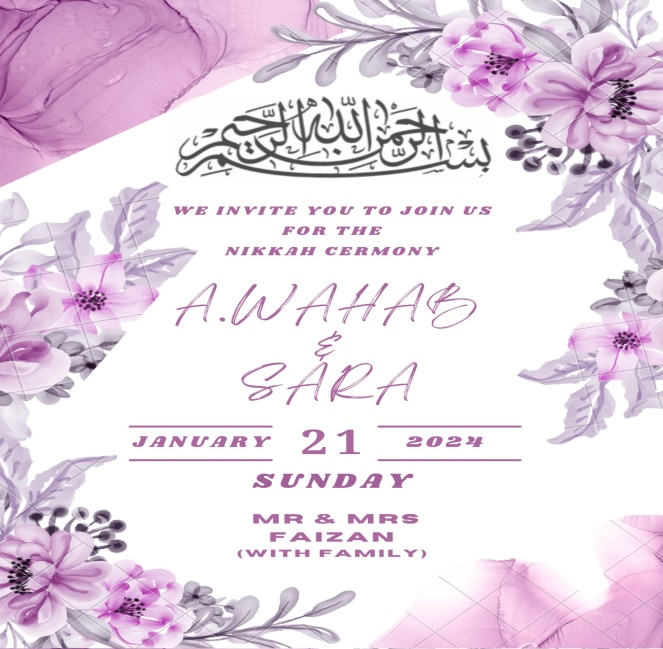 بسم الله الرحمن الرحيم
WE INVITE YOU TO JOIN US
FOR THE
NIKKAH CERMONY
A.WAHAB
&
SARA
JANUARY 21 2024
SUNDAY
MR & MRS
FAIZAN
(WITH FAMILY)